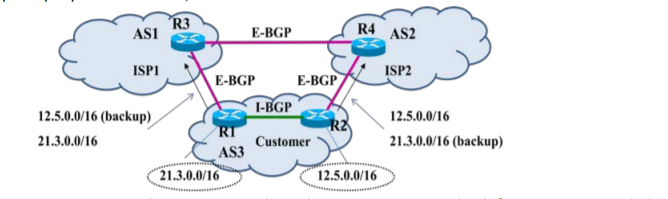 R3
AS1
E-BGP
R4
AS2
ISP1
ISP2
E-BGP
E-BGP
I-BGP
12.5.0.0/16 (backup)
21.3.0.0/16
12.5.0.0/16
21.3.0.0/16 (backup)
R1
R2
Customer
AS3
21.3.0.0/16
12.5.0.0/16